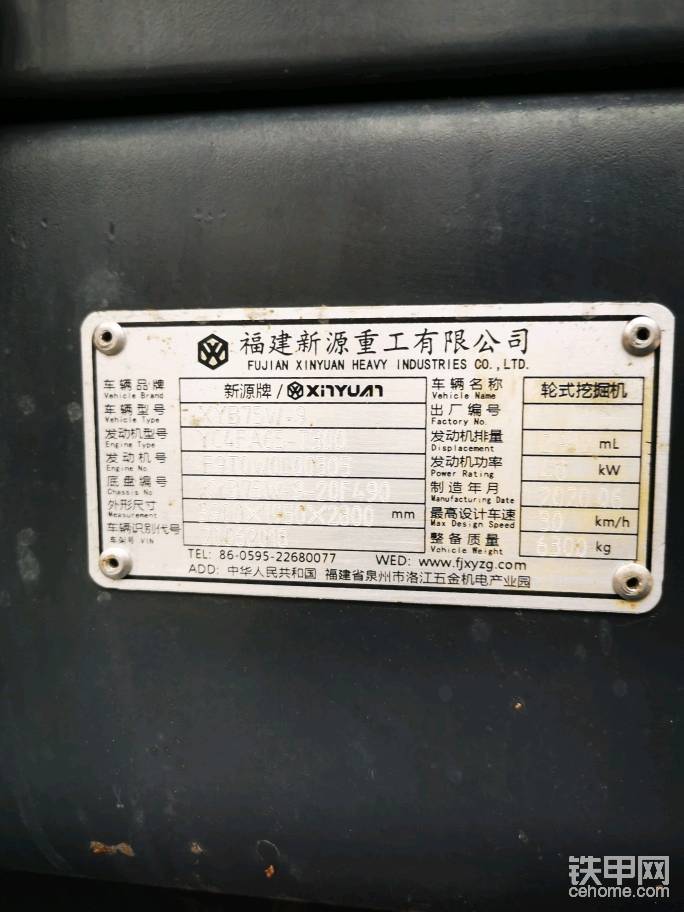 福建新源重工有限公司
FUJIAN XINYUAN HEAVY INDUSTRIES CO.,LTD.
车辆品牌 Vehicle Brand 新源牌/XINYUAN 车辆名称 Vehicle Name 轮式挖掘机
车辆型号 Vehicle Type XYB75W-9 出厂编号 Factory No.
发动机型号 Engine Type 发动机排量 Displacement mL
发动机号 Engine No. 发动机功率 Power Rating kW
底盘编号 Chassis No 制造年月 Manufacturing Date 2020.06
外形尺寸 Measurement mm 最高设计车速 Max Design Speed km/h
车辆识别代号 车架号 VIN 整备质量 Vohicle Weight kg
TEL: 86-0595-22680077 WED: www.fjxyzg.com
ADD: 中华人民共和国 福建省泉州市洛江五金机电产业园
铁甲网
cehome.com